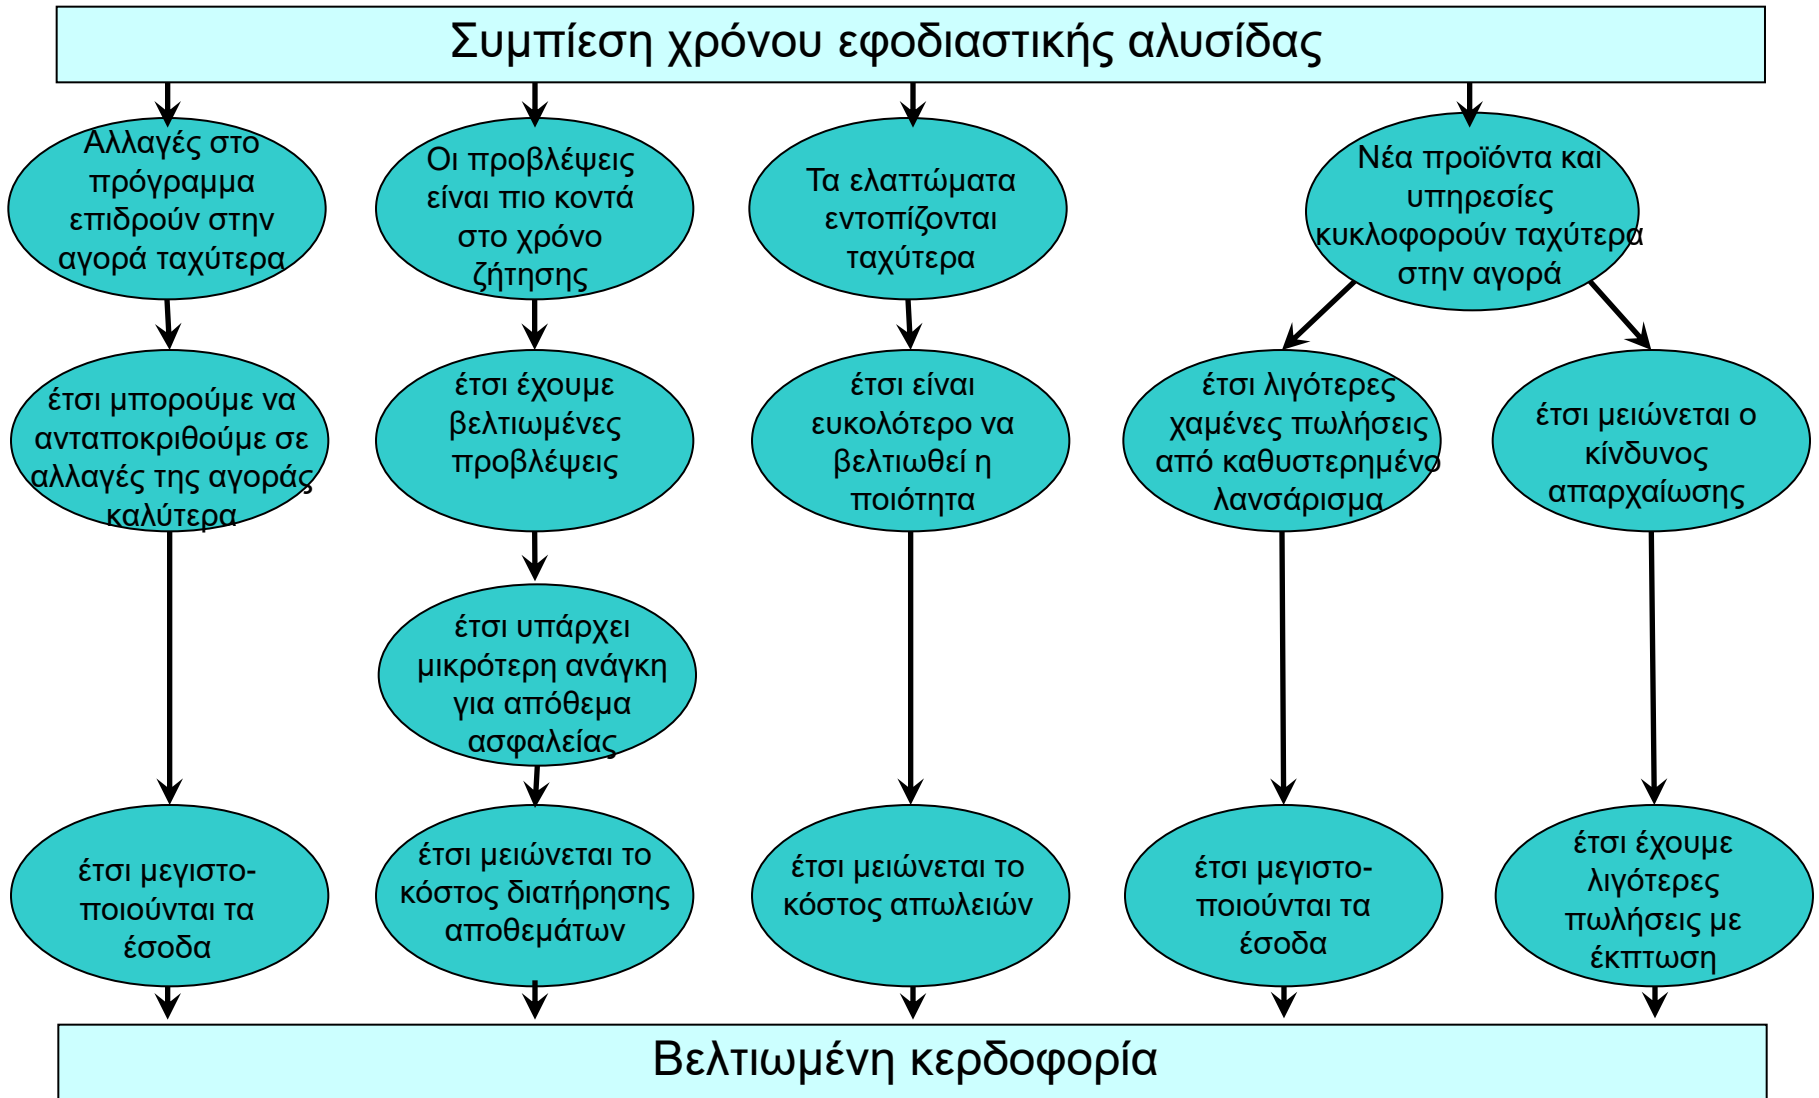 Συμπίεση χρόνου εφοδιαστικής αλυσίδας
Αλλαγές στο
πρόγραμμα
επιδρούν στην
αγορά ταχύτερα
Οι προβλέψεις
είναι πιο κοντά
στο χρόνο
ζήτησης
Τα ελαττώματα
εντοπίζονται
ταχύτερα
Νέα προϊόντα και
υπηρεσίες
κυκλοφορούν ταχύτερα
στην αγορά
έτσι μπορούμε να
ανταποκριθούμε σε
αλλαγές της αγοράς
καλύτερα
έτσι έχουμε
βελτιωμένες
προβλέψεις
έτσι είναι
ευκολότερο να
βελτιωθεί η
ποιότητα
έτσι λιγότερες
χαμένες πωλήσεις
από καθυστερημένο
λανσάρισμα
έτσι μειώνεται ο
κίνδυνος
απαρχαίωσης
έτσι υπάρχει
μικρότερη ανάγκη
για απόθεμα
ασφαλείας
έτσι μεγιστο-
ποιούνται τα
έσοδα
έτσι μειώνεται το
κόστος διατήρησης
αποθεμάτων
έτσι μειώνεται το
κόστος απωλειών
έτσι μεγιστο-
ποιούνται τα
έσοδα
έτσι έχουμε
λιγότερες
πωλήσεις με
έκπτωση
Βελτιωμένη κερδοφορία